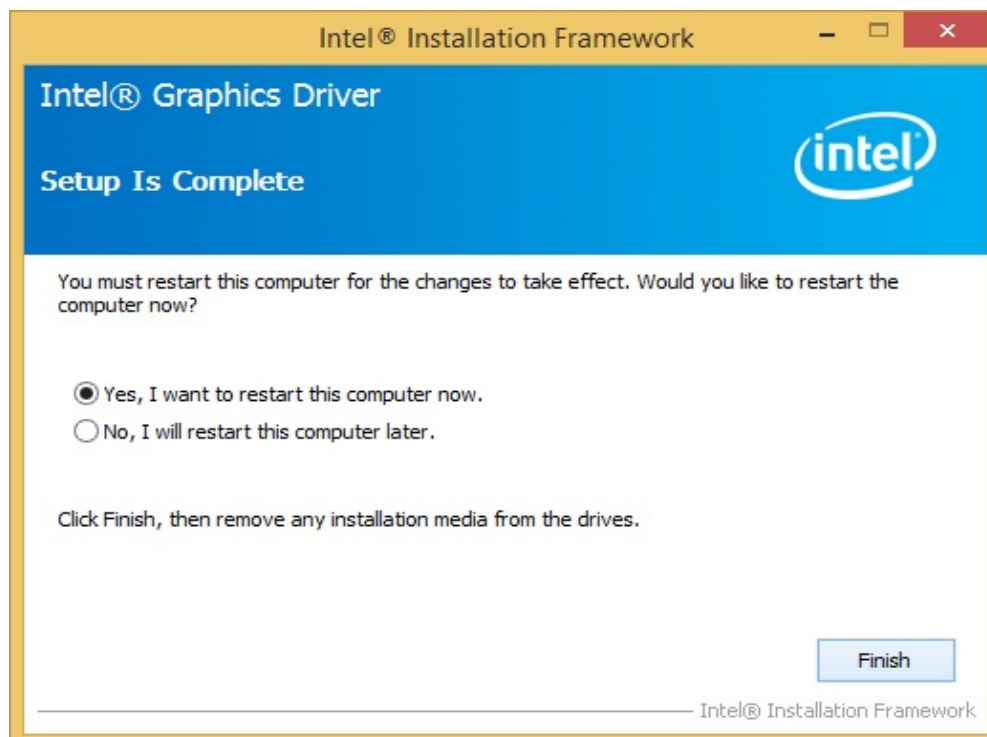 Intel® Installation Framework
Intel® Graphics Driver
intel®
Setup Is Complete
You must restart this computer for the changes to take effect. Would you like to restart the
computer now?
Yes, I want to restart this computer now.
No, I will restart this computer later.
Click Finish, then remove any installation media from the drives.
Finish
Intel® Installation Framework